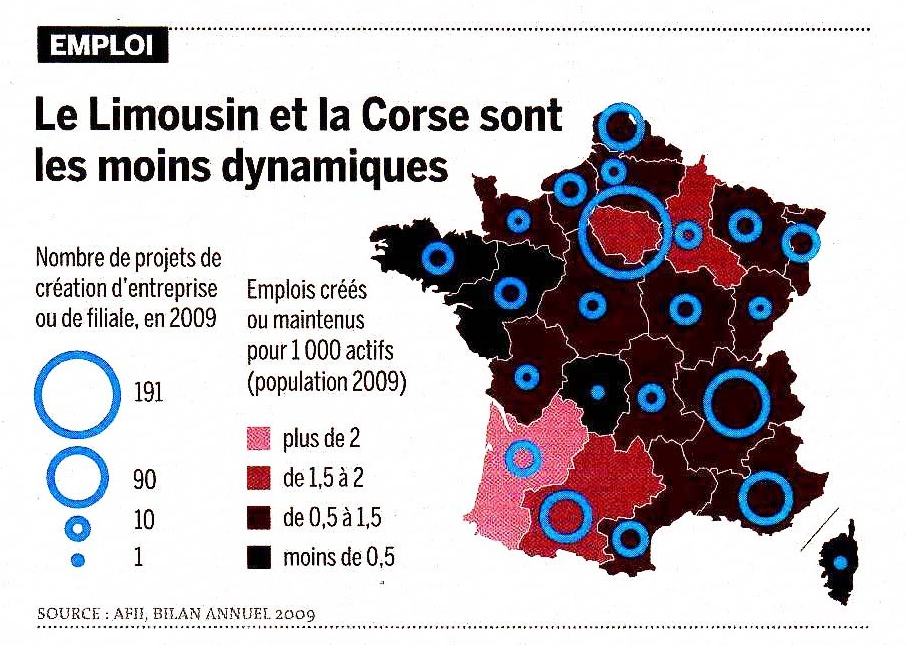 EMPLOI
Le Limousin et la Corse sont
les moins dynamiques
Nombre de projets de
création d'entreprise
ou de filiale, en 2009
191
90
10
1
Emplois créés
ou maintenus
pour 1 000 actifs
(population 2009)
plus de 2
de 1,5 à 2
de 0,5 à 1,5
moins de 0,5
SOURCE : AFII, BILAN ANNUEL 2009